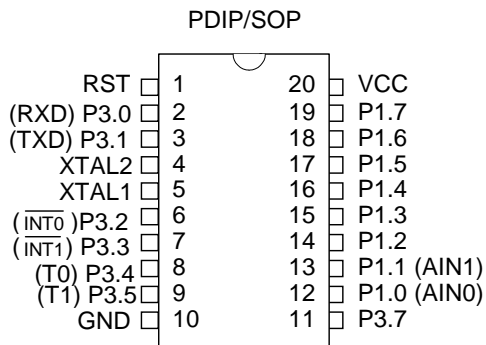 PDIP/SOP
RST 1 20 VCC
(RXD) P3.0 2 19 P1.7
(TXD) P3.1 3 18 P1.6
XTAL2 4 17 P1.5
XTAL1 5 16 P1.4
(INT0 )P3.2 6 15 P1.3
(INT1) P3.3 7 14 P1.2
(T0) P3.4 8 13 P1.1 (AIN1)
(T1) P3.5 9 12 P1.0 (AIN0)
GND 10 11 P3.7